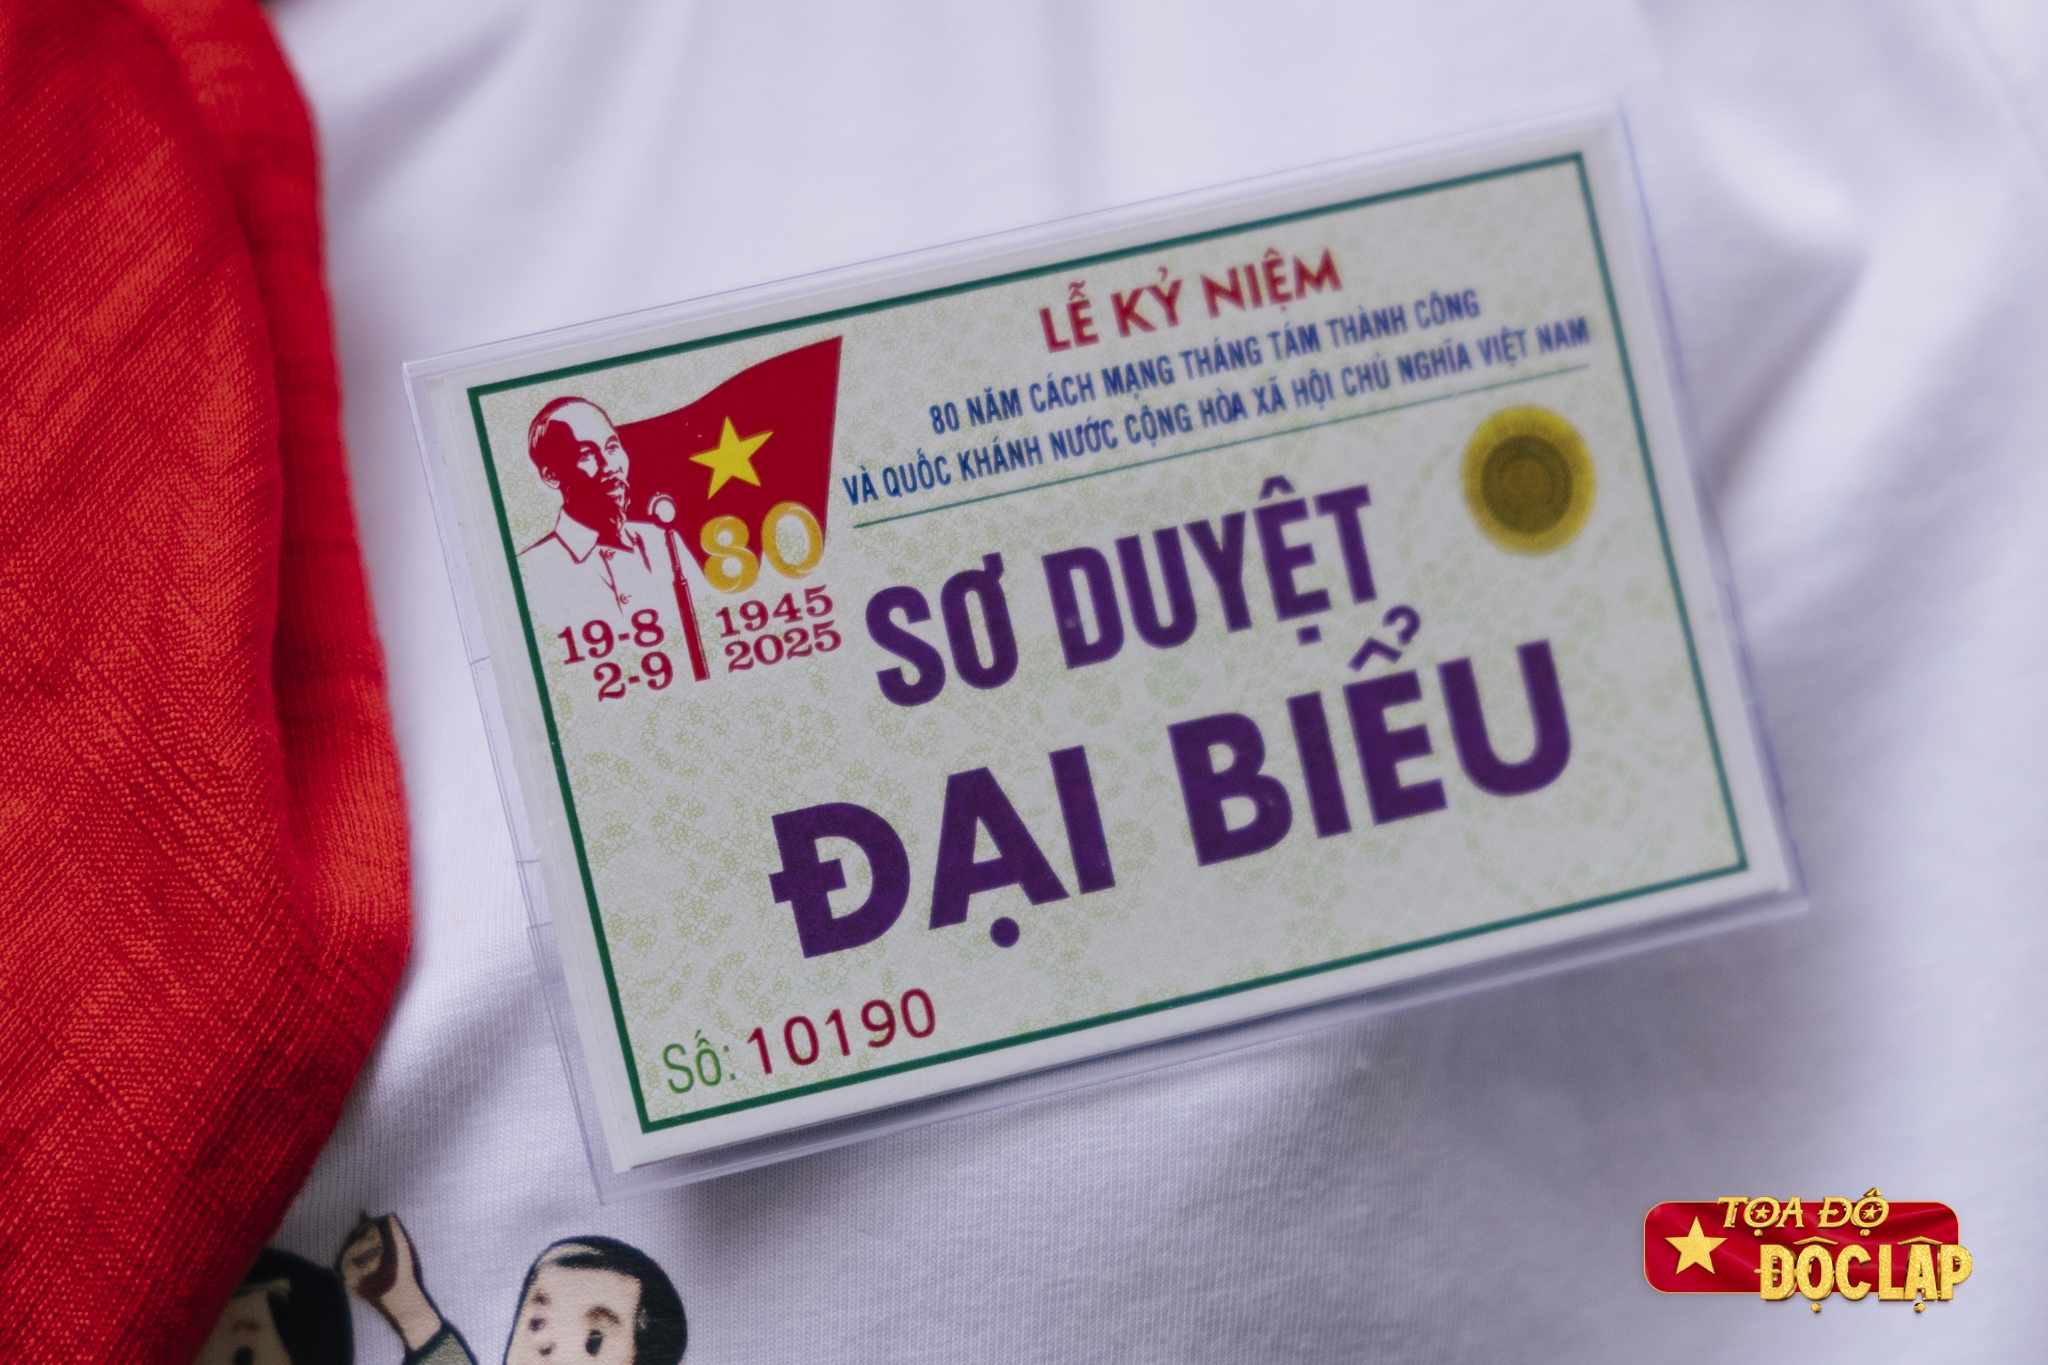 LỄ KỶ NIỆM
80 NĂM CÁCH MẠNG THÁNG TÁM THÀNH CÔNG
VÀ QUỐC KHÁNH NƯỚC CỘNG HÒA XÃ HỘI CHỦ NGHĨA VIỆT NAM
80
19-8 1945
2-9 2025
SƠ DUYỆT
ĐẠI BIỂU
Số: 10190
TỌA ĐỘ
ĐỘC LẬP